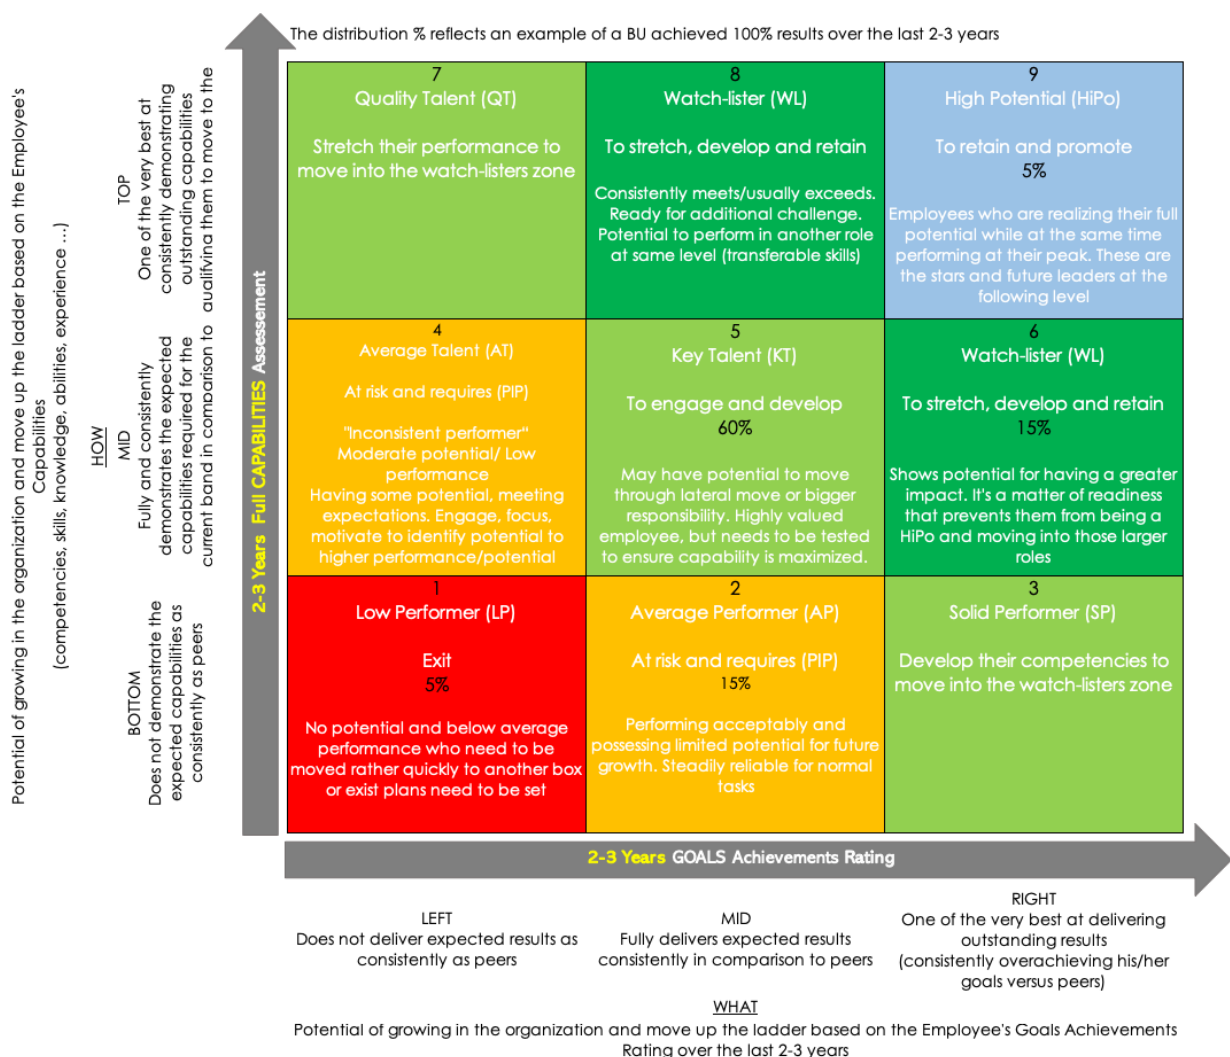 The distribution % reflects an example of a BU achieved 100% results over the last 2-3 years
Potential of growing in the organization and move up the ladder based on the Employee's
Capabilities
(competencies, skills, knowledge, abilities, experience ...)
HOW
TOP
One of the very best at
consistently demonstrating
outstanding capabilities
qualifying them to move to the
MID
Fully and consistently
demonstrates the expected
capabilities required for the
current band in comparison to
BOTTOM
Does not demonstrate the
expected capabilities as
consistently as peers
2-3 Years Full CAPABILITIES Assessement
7
Quality Talent (QT)
Stretch their performance to
move into the watch-listers zone
8
Watch-lister (WL)
To stretch, develop and retain
Consistently meets/usually exceeds.
Ready for additional challenge.
Potential to perform in another role
at same level (transferable skills)
9
High Potential (HiPo)
To retain and promote
5%
Employees who are realizing their full
potential while at the same time
performing at their peak. These are
the stars and future leaders at the
following level
4
Average Talent (AT)
At risk and requires (PIP)
"Inconsistent performer"
Moderate potential/ Low
performance
Having some potential, meeting
expectations. Engage, focus,
motivate to identify potential to
higher performance/potential
5
Key Talent (KT)
To engage and develop
60%
May have potential to move
through lateral move or bigger
responsibility. Highly valued
employee, but needs to be tested
to ensure capability is maximized.
6
Watch-lister (WL)
To stretch, develop and retain
15%
Shows potential for having a greater
impact. It's a matter of readiness
that prevents them from being a
HiPo and moving into those larger
roles
1
Low Performer (LP)
Exit
5%
No potential and below average
performance who need to be
moved rather quickly to another box
or exist plans need to be set
2
Average Performer (AP)
At risk and requires (PIP)
15%
Performing acceptably and
possessing limited potential for future
growth. Steadily reliable for normal
tasks
3
Solid Performer (SP)
Develop their competencies to
move into the watch-listers zone
2-3 Years GOALS Achievements Rating
LEFT
Does not deliver expected results as
consistently as peers
MID
Fully delivers expected results
consistently in comparison to peers
RIGHT
One of the very best at delivering
outstanding results
(consistently overachieving his/her
goals versus peers)
WHAT
Potential of growing in the organization and move up the ladder based on the Employee's Goals Achievements
Rating over the last 2-3 years